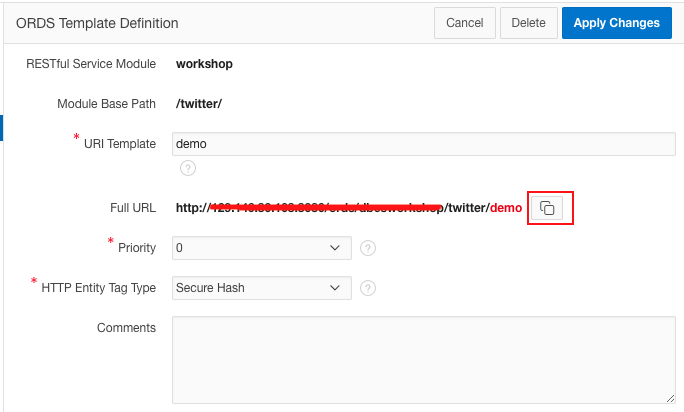 ORDS Template Definition
Cancel
Delete
Apply Changes
RESTful Service Module workshop
Module Base Path /twitter/
* URI Template demo
?
Full URL http:// /twitter/demo
* Priority 0 ?
* HTTP Entity Tag Type Secure Hash ?
Comments